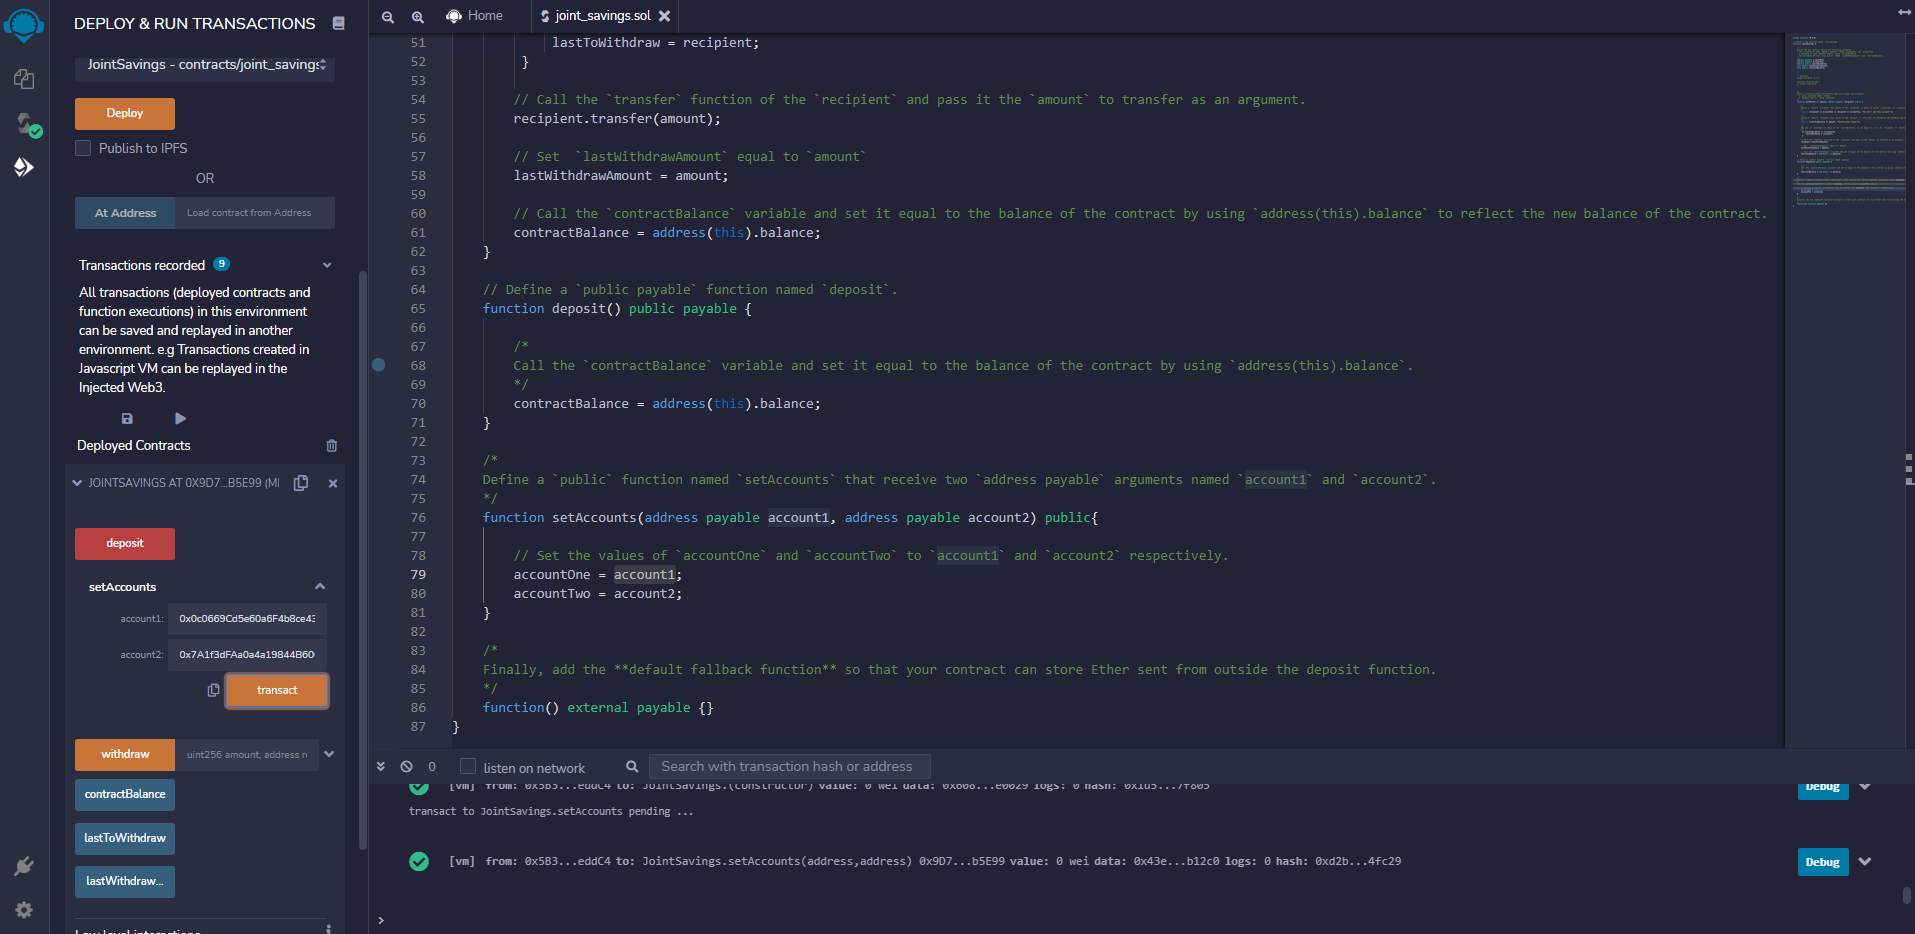 DEPLOY & RUN TRANSACTIONS
JointSavings - contracts/joint_savings
Deploy
Publish to IPFS
OR
At Address
Load contract from Address
Transactions recorded 9
All transactions (deployed contracts and
function executions) in this environment
can be saved and replayed in another
environment. e.g Transactions created in
Javascript VM can be replayed in the
Injected Web3.
Deployed Contracts
JOINTSAVINGS AT 0X9D7...B5E99 (MI
deposit
setAccounts
account1: 0x0c0669Cd5e60a6F4b8ce43
account2: 0x7A1f3dFAa0a4a19844B60
transact
withdraw
uint256 amount, address r
contractBalance
lastToWithdraw
lastWithdraw...
Low level interactions
Home
joint_savings.sol
51 lastToWithdraw = recipient;
52 }
53
54 // Call the `transfer` function of the `recipient` and pass it the `amount` to transfer as an argument.
55 recipient.transfer(amount);
56
57 // Set  `lastWithdrawAmount` equal to `amount`
58 lastWithdrawAmount = amount;
59
60 // Call the `contractBalance` variable and set it equal to the balance of the contract by using `address(this).balance` to reflect the new balance of the contract.
61 contractBalance = address(this).balance;
62 }
63
64 // Define a `public payable` function named `deposit`.
65 function deposit() public payable {
66
67 /*
68 Call the `contractBalance` variable and set it equal to the balance of the contract by using `address(this).balance`.
69 */
70 contractBalance = address(this).balance;
71 }
72
73 /*
74 Define a `public` function named `setAccounts` that receive two `address payable` arguments named `account1` and `account2`.
75 */
76 function setAccounts(address payable account1, address payable account2) public{
77
78 // Set the values of `accountOne` and `accountTwo` to `account1` and `account2` respectively.
79 accountOne = account1;
80 accountTwo = account2;
81 }
82
83 /*
84 Finally, add the **default fallback function** so that your contract can store Ether sent from outside the deposit function.
85 */
86 function() external payable {}
87 }
0 listen on network
Search with transaction hash or address
[vm] from: 0x5B3...eddC4 to: JointSavings.(constructor) value: 0 wei data: 0x608...e0029 logs: 0 hash: 0x1d5...7f805
Debug
transact to JointSavings.setAccounts pending ...
[vm] from: 0x5B3...eddC4 to: JointSavings.setAccounts(address,address) 0x9D7...b5E99 value: 0 wei data: 0x43e...b12c0 logs: 0 hash: 0xd2b...4fc29
Debug
>